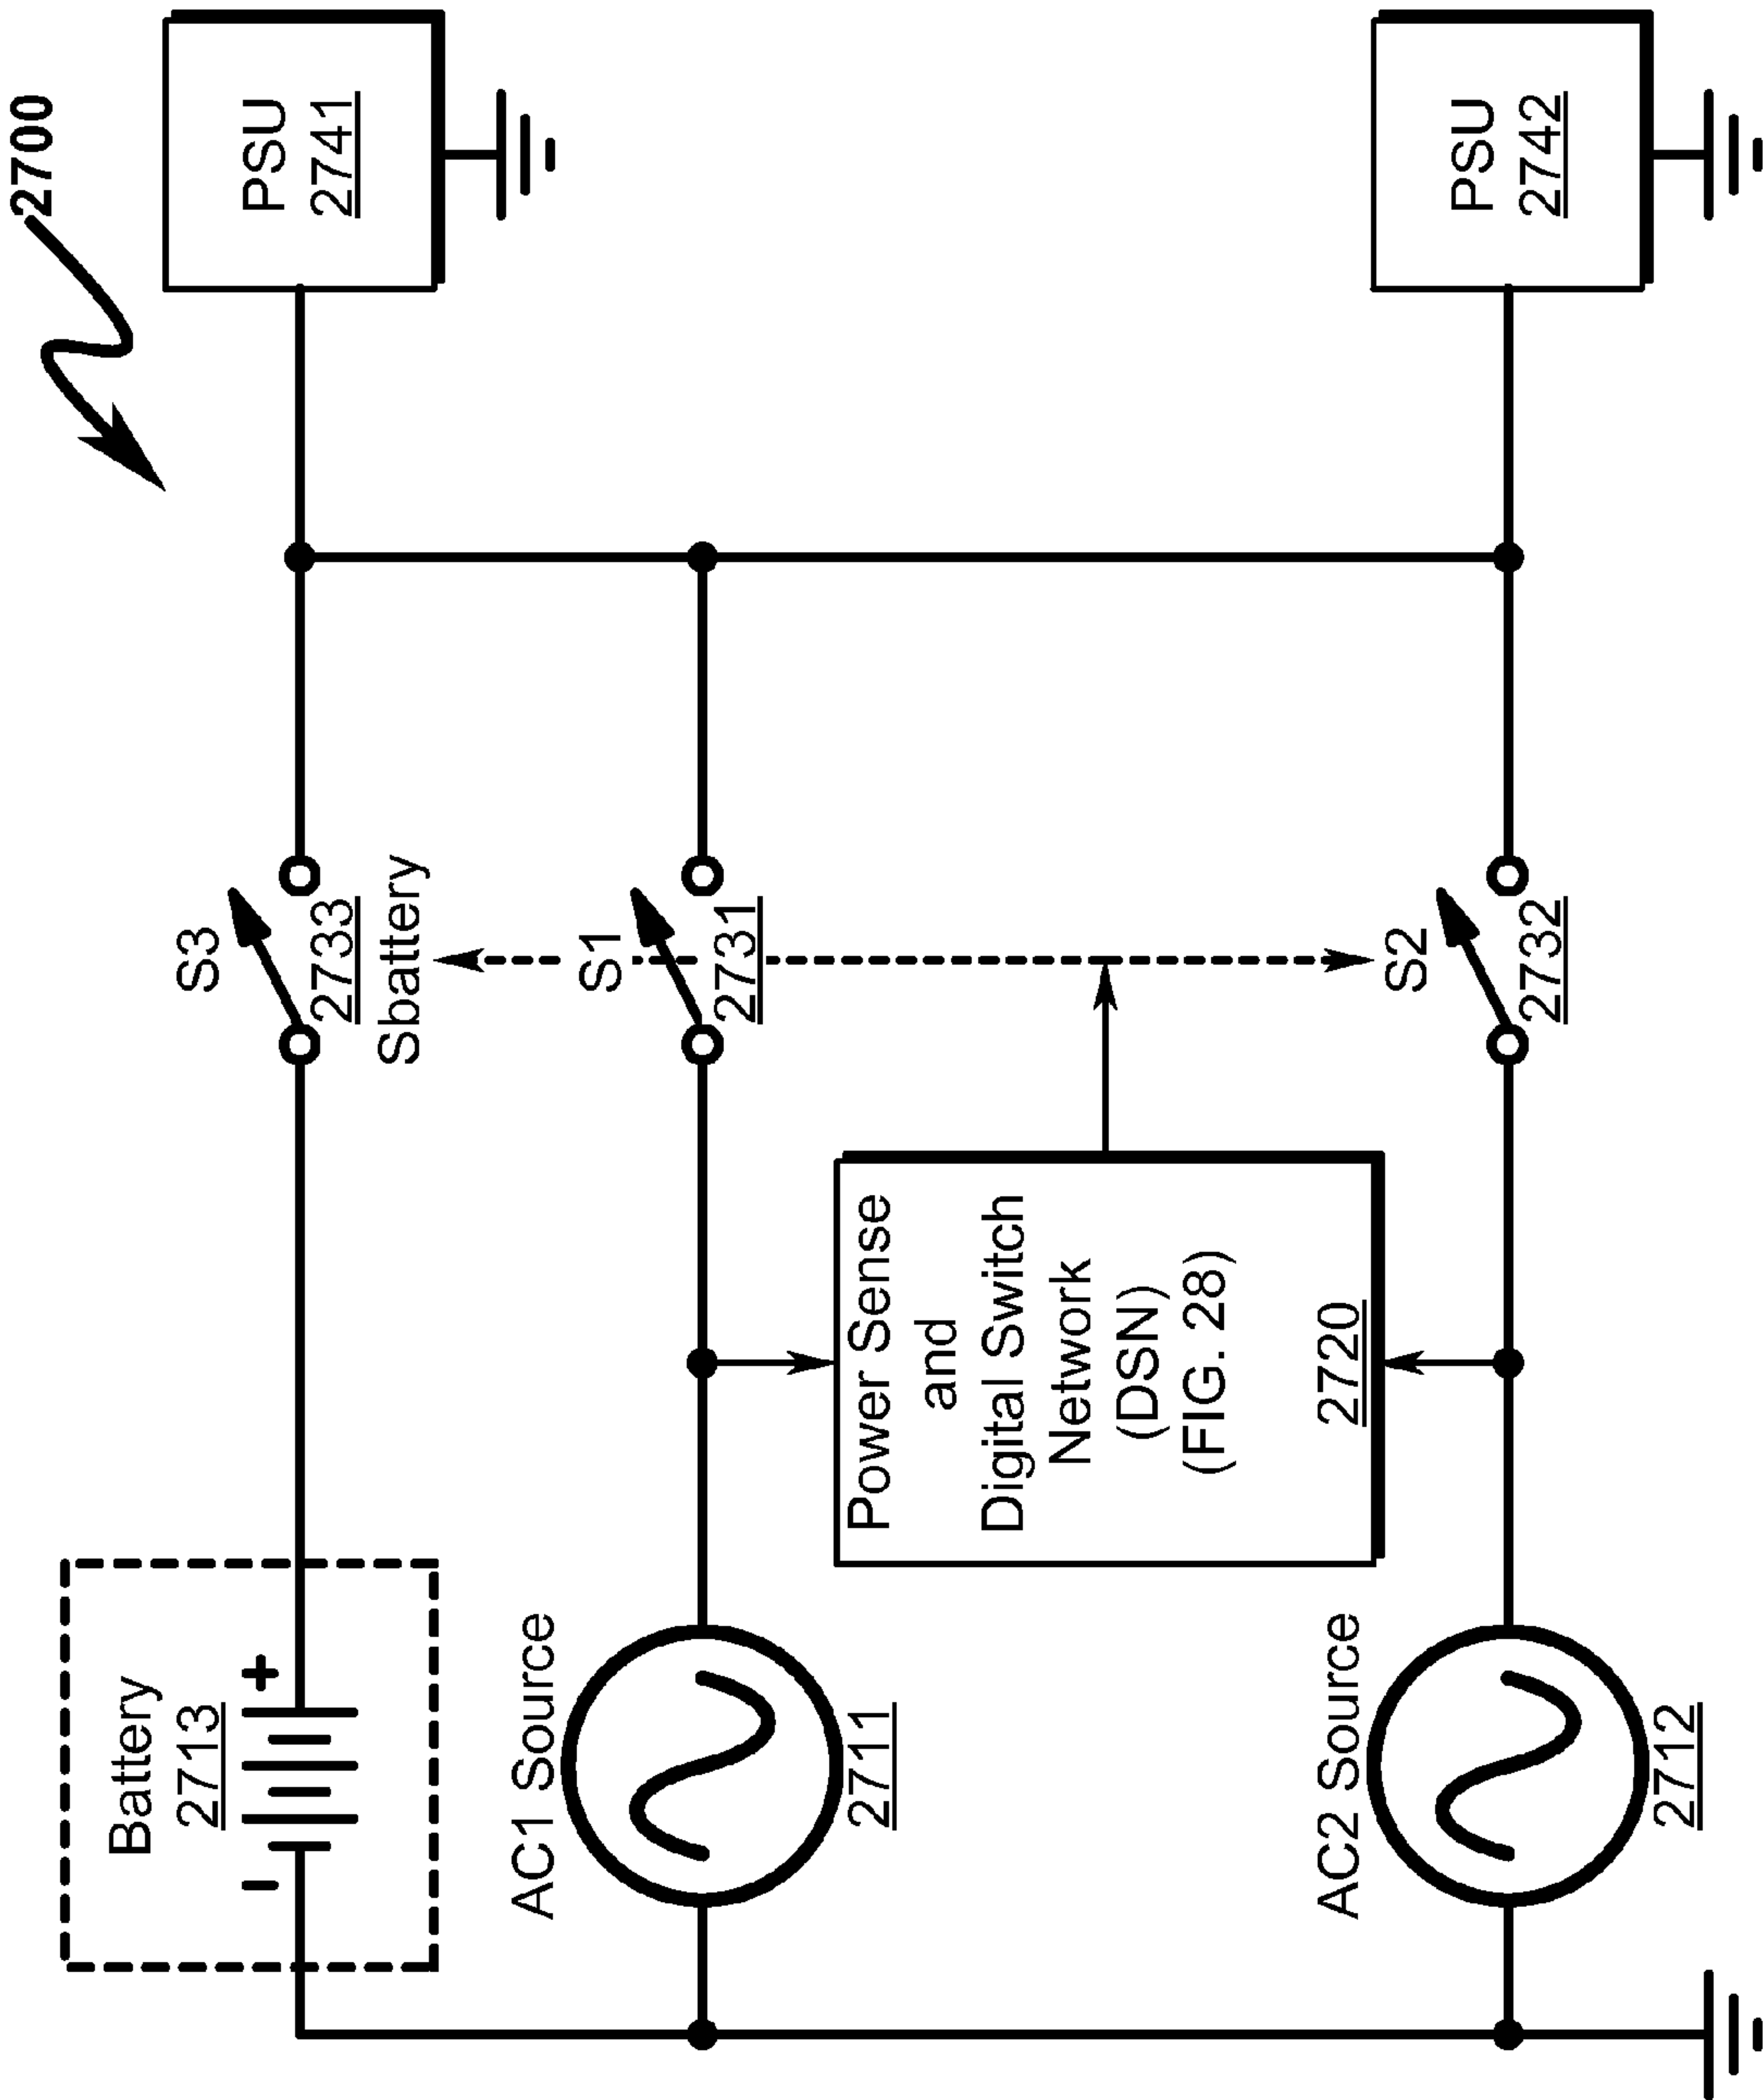 2700
Battery
2713
-
+
S3
2733
Sbattery
PSU
2741
AC1 Source
2711
S1
2731
Power Sense
and
Digital Switch
Network
(DSN)
(FIG. 28)
2720
AC2 Source
2712
S2
2732
PSU
2742